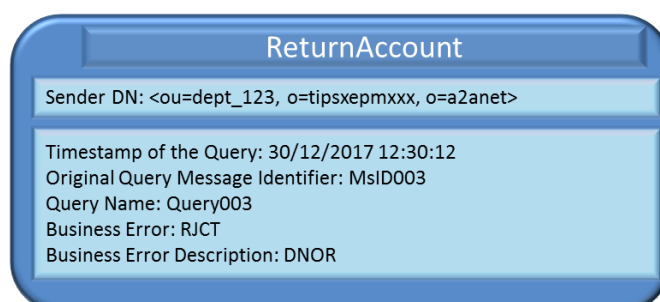 ReturnAccount
Sender DN: <ou=dept_123, o=tipsxepmxxx, o=a2anet>
Timestamp of the Query: 30/12/2017 12:30:12
Original Query Message Identifier: MsID003
Query Name: Query003
Business Error: RJCT
Business Error Description: DNOR